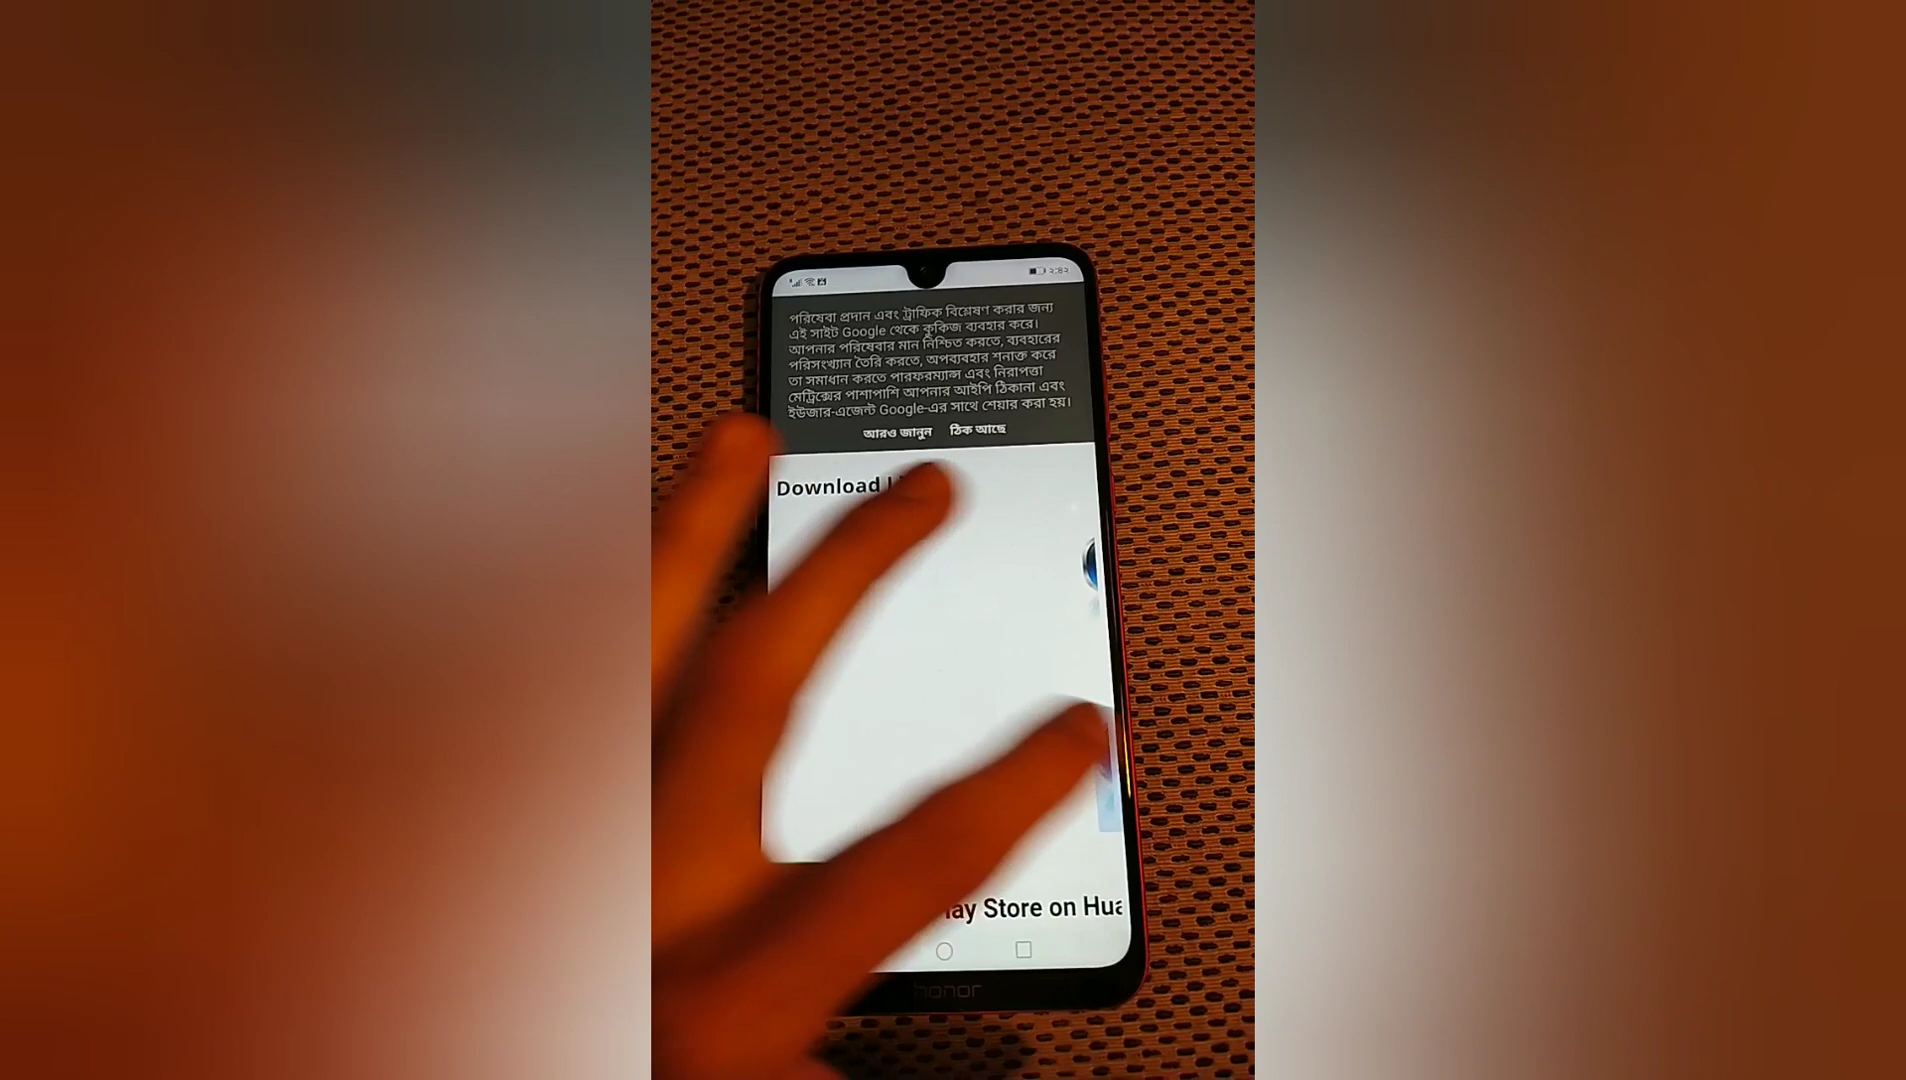 ২:৪২
পরিষেবা প্রদান এবং ট্রাফিক বিশ্লেষণ করার জন্য
এই সাইট Google থেকে কুকিজ ব্যবহার করে।
আপনার পরিষেবার মান নিশ্চিত করতে, ব্যবহারের
পরিসংখ্যান তৈরি করতে, অপব্যবহার শনাক্ত করে
তা সমাধান করতে পারফরম্যান্স এবং নিরাপত্তা
মেট্রিক্সের পাশাপাশি আপনার আইপি ঠিকানা এবং
ইউজার-এজেন্ট Google-এর সাথে শেয়ার করা হয়।
আরও জানুন ঠিক আছে
Download
Store on
honor